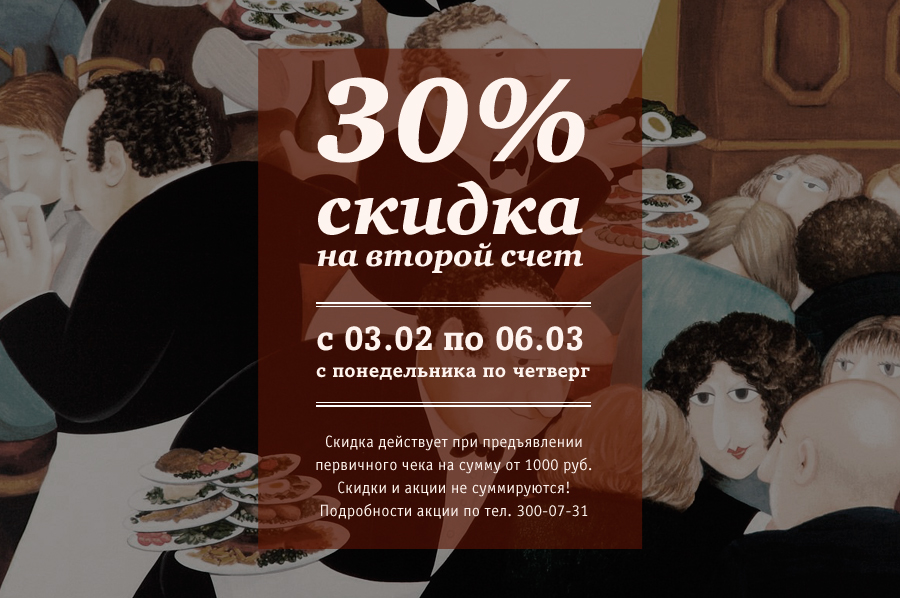 30%
скидка
на второй счет
с 03.02 по 06.03
с понедельника по четверг
Скидка действует при предъявлении
первичного чека на сумму от 1000 руб.
Скидки и акции не суммируются!
Подробности акции по тел. 300-07-31